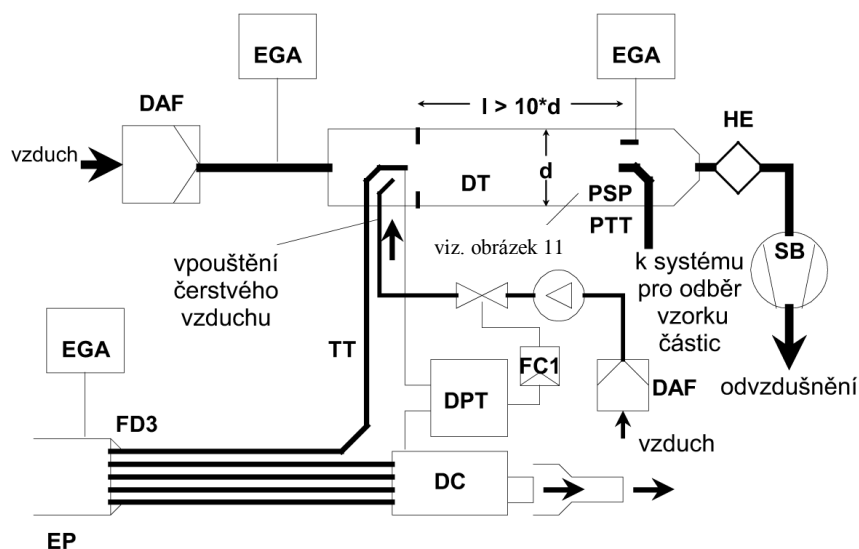 EGA
EGA
DAF
l > 10*d
HE
vzduch
d
DT
PSP
PTT
SB
viz. obrázek 11
vpouštění
čerstvého
vzduchu
k systému
pro odběr
vzorku
částic
EGA
TT
FC1
DAF
odvzdušnění
DPT
FD3
vzduch
DC
EP